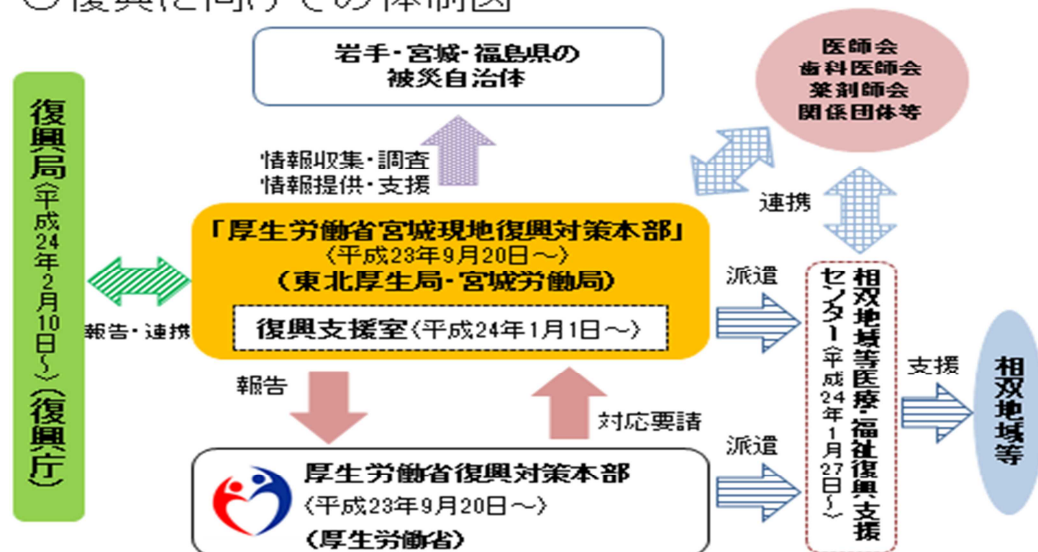 ○復興に向けての体制図
岩手・宮城・福島県の
被災自治体
医師会
歯科医師会
薬剤師会
関係団体等
復興局〈平成24年2月10日～〉(復興庁)
情報収集・調査
情報提供・支援
連携
「厚生労働省宮城現地復興対策本部」
〈平成23年9月20日～〉
(東北厚生局・宮城労働局)
復興支援室〈平成24年1月1日～〉
報告・連携
派遣
相双地域等医療・福祉復興支援
センター〈平成24年1月27日～〉
支援
相双地域等
報告
対応要請
派遣
厚生労働省復興対策本部
〈平成23年9月20日～〉
(厚生労働省)